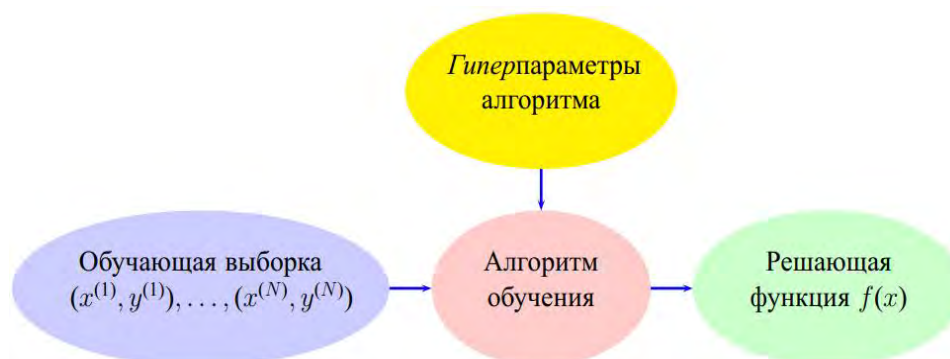 Гиперпараметры
алгоритма
Обучающая выборка
(x^{(1)}, y^{(1)}), . . . , (x^{(N)}, y^{(N)})
Алгоритм
обучения
Решающая
функция f(x)